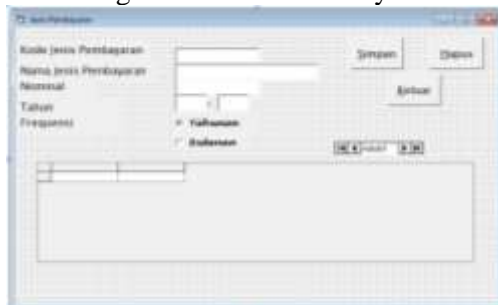 Jenis Pembayaran
Kode Jenis Pembayaran
Nama Jenis Pembayaran
Nominal
Tahun
/
Frequensi
Tahunan
Bulanan
Simpan
Hapus
Keluar